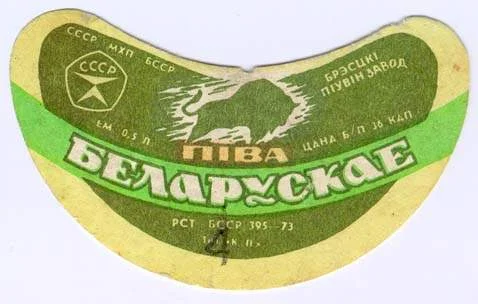 СССР МХП БССР
СССР
БРЭСЦКІ
ПІУВІН ЗАВОД
ЕМ. 0,5 Л.
ЦАНА Б/П 36 КАП
ПІВА
БЕЛАРУСКАЕ
РСТ БССР 395-73
4